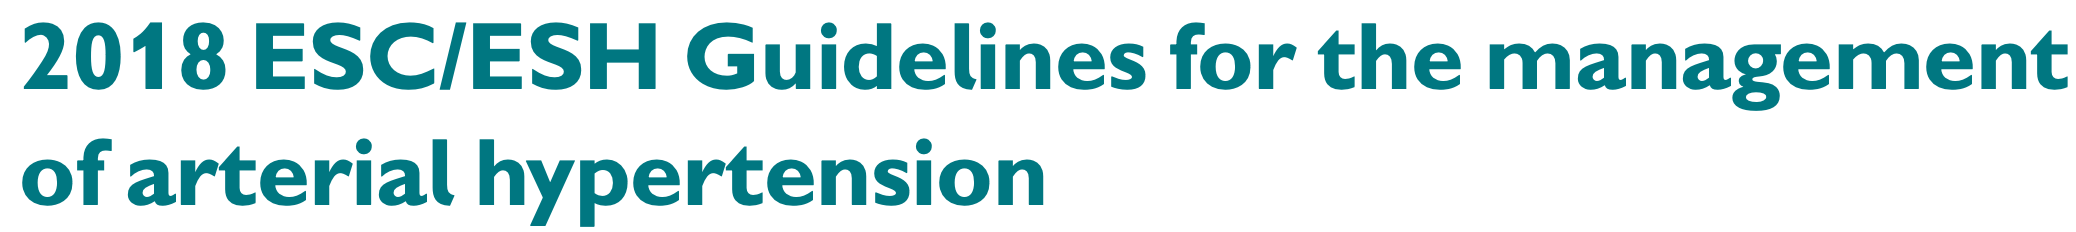 2018 ESC/ESH Guidelines for the management
of arterial hypertension